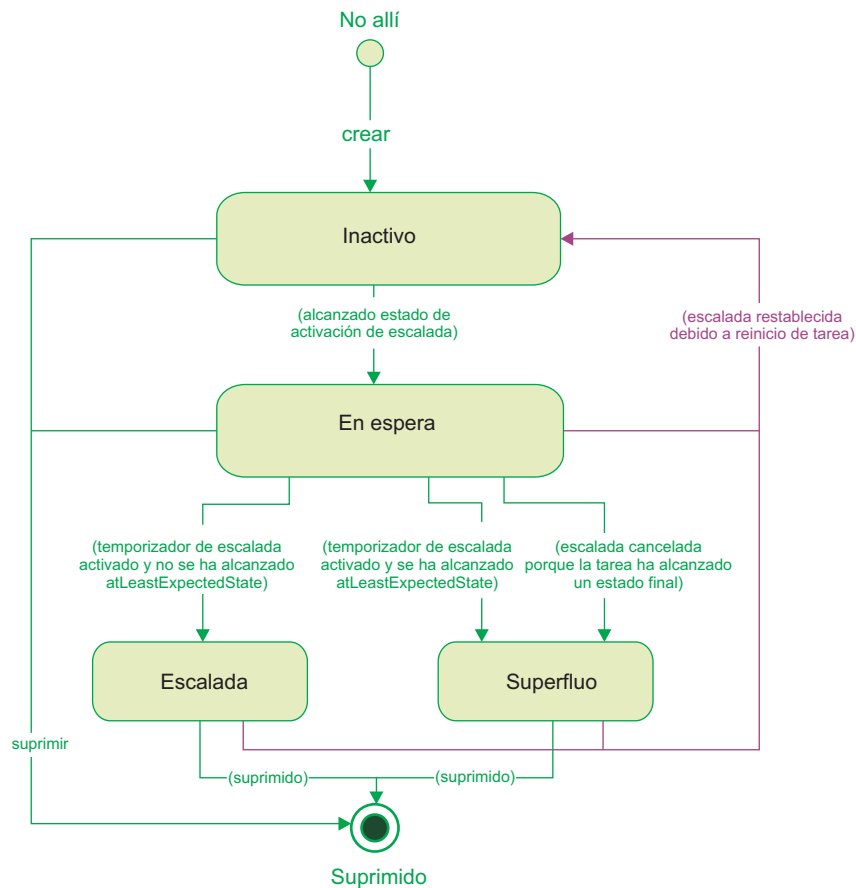 No allí
crear
Inactivo
(alcanzado estado de
activación de escalada)
(escalada restablecida
debido a reinicio de tarea)
En espera
(temporizador de escalada
activado y no se ha alcanzado
atLeastExpectedState)
(temporizador de escalada
activado y se ha alcanzado
atLeastExpectedState)
(escalada cancelada
porque la tarea ha alcanzado
un estado final)
Escalada
Superfluo
suprimir
(suprimido)
(suprimido)
Suprimido